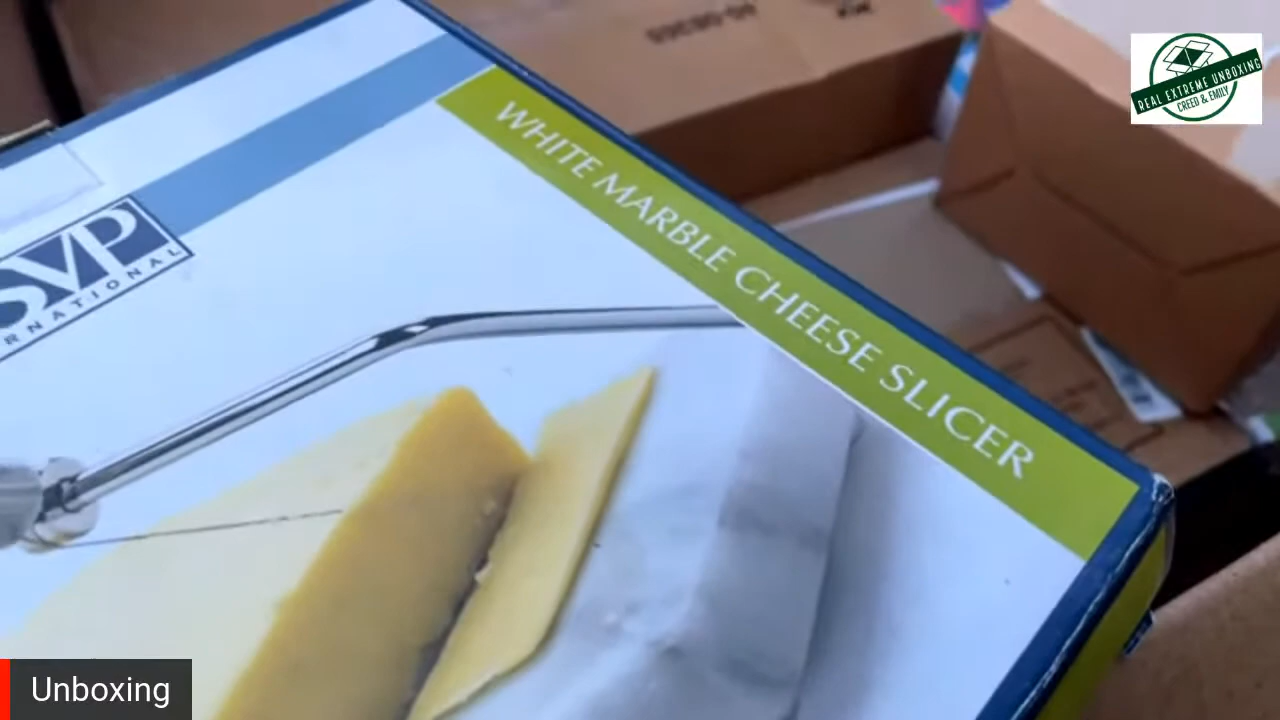 WHITE MARBLE CHEESE SLICER
SVP
RNATIONAL
REAL EXTREME UNBOXING
CREED & EMILY
Unboxing